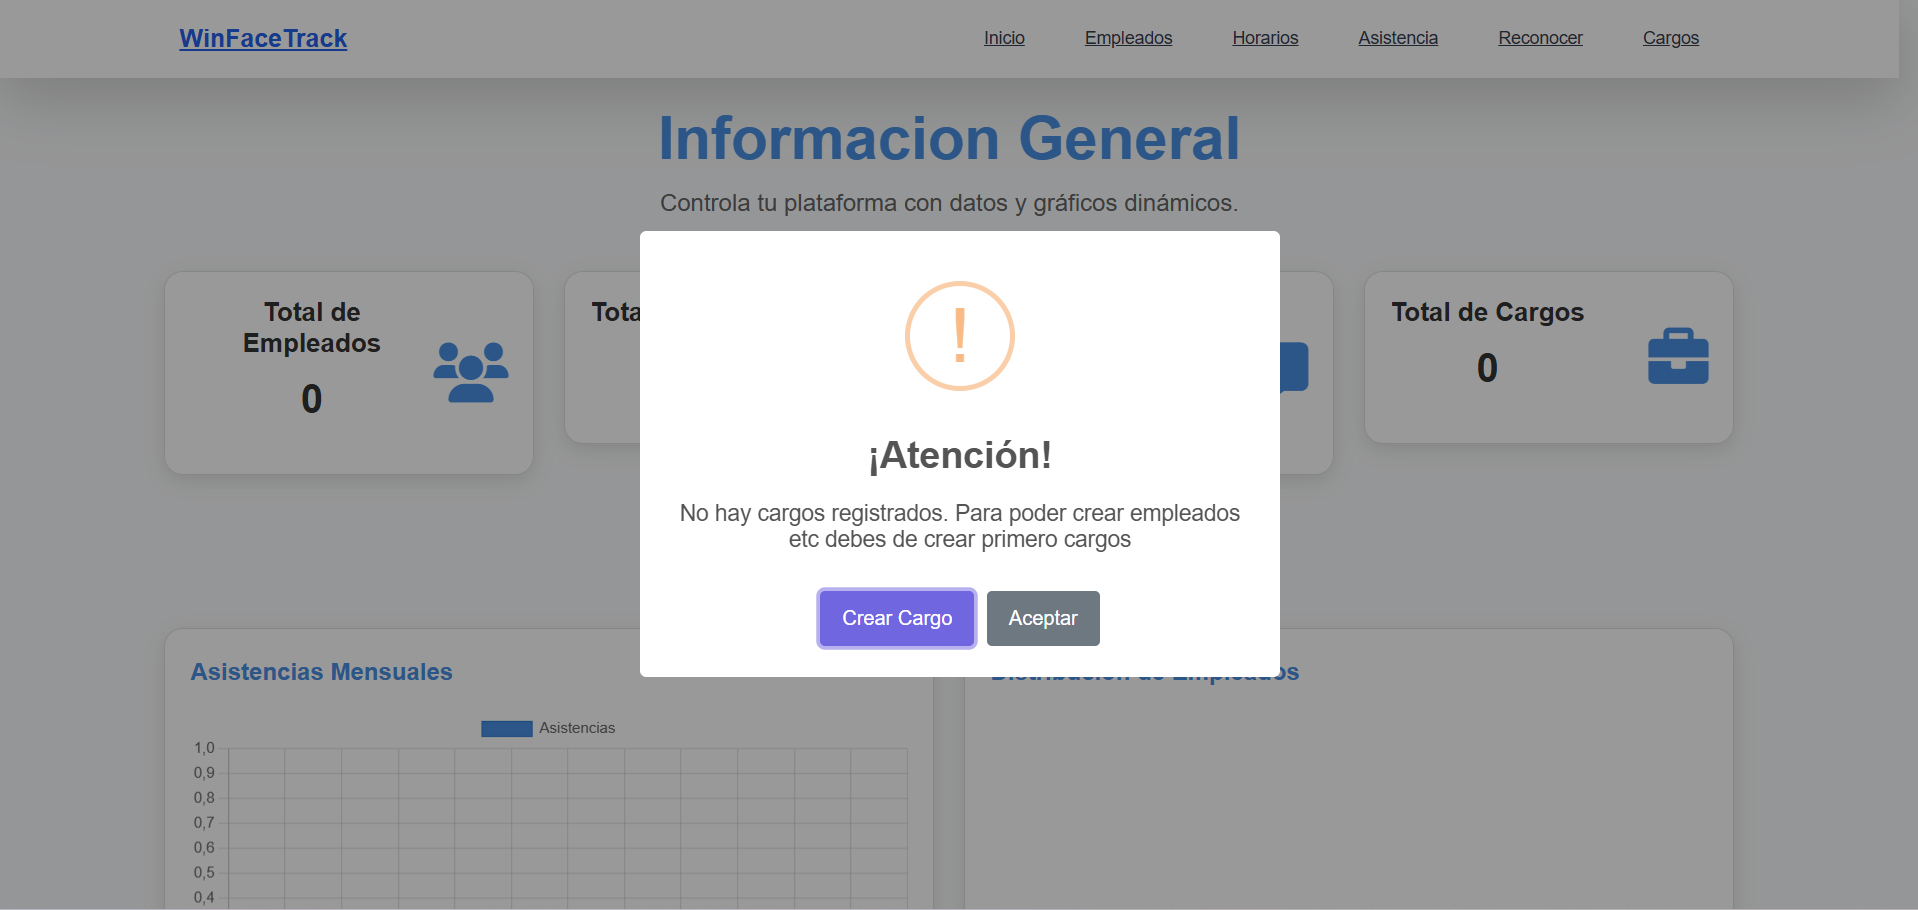 WinFaceTrack
Inicio
Empleados
Horarios
Asistencia
Reconocer
Cargos
Informacion General
Controla tu plataforma con datos y gráficos dinámicos.
Total de
Empleados
0
Total de Cargos
0
!
¡Atención!
No hay cargos registrados. Para poder crear empleados
etc debes de crear primero cargos
Crear Cargo
Aceptar
Asistencias Mensuales
Asistencias
1,0
0,9
0,8
0,7
0,6
0,5
0,4
Distribución de Empleados